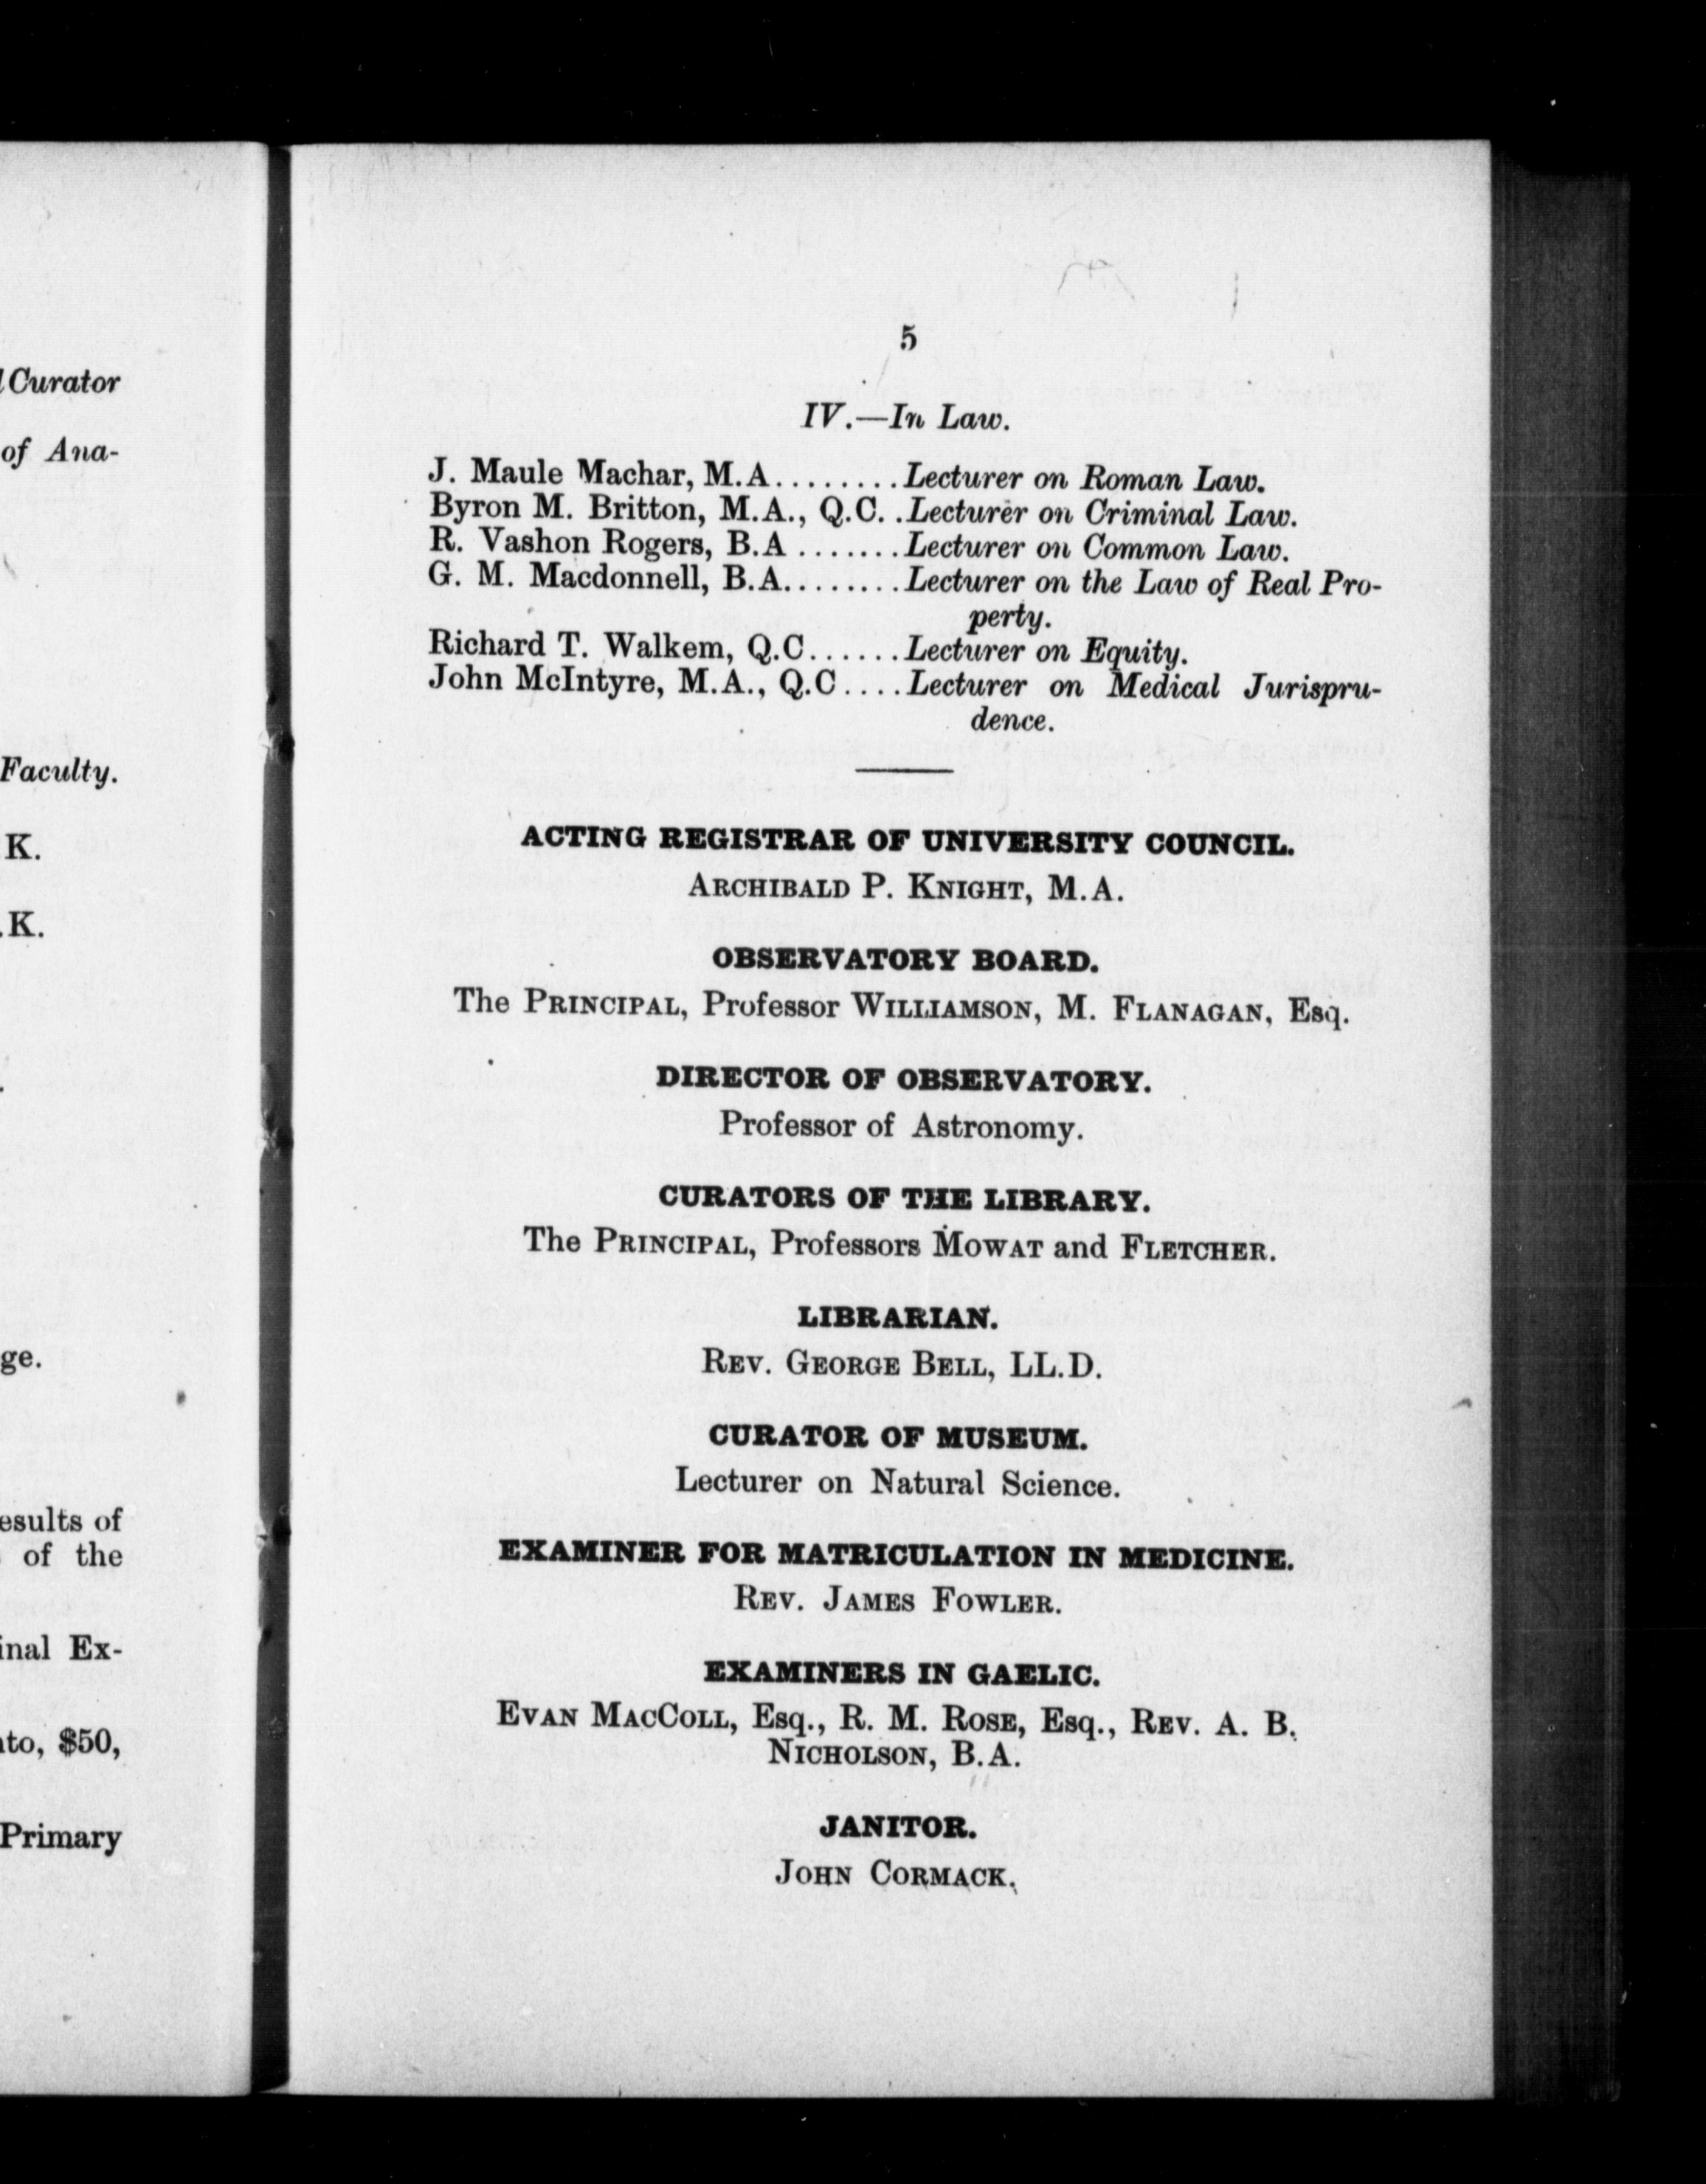 Curator
of Ana-
Faculty.
K.
.K.
ge.
esults of
of the
inal Ex-
to, $50,
Primary
5
IV.—In Law.
J. Maule Machar, M.A........Lecturer on Roman Law.
Byron M. Britton, M.A., Q.C. .Lecturer on Criminal Law.
R. Vashon Rogers, B.A.......Lecturer on Common Law.
G. M. Macdonnell, B.A........Lecturer on the Law of Real Pro-
perty.
Richard T. Walkem, Q.C......Lecturer on Equity.
John McIntyre, M.A., Q.C....Lecturer on Medical Jurispru-
dence.
ACTING REGISTRAR OF UNIVERSITY COUNCIL.
ARCHIBALD P. KNIGHT, M.A.
OBSERVATORY BOARD.
The PRINCIPAL, Professor WILLIAMSON, M. FLANAGAN, Esq.
DIRECTOR OF OBSERVATORY.
Professor of Astronomy.
CURATORS OF THE LIBRARY.
The PRINCIPAL, Professors MOWAT and FLETCHER.
LIBRARIAN.
REV. GEORGE BELL, LL.D.
CURATOR OF MUSEUM.
Lecturer on Natural Science.
EXAMINER FOR MATRICULATION IN MEDICINE.
REV. JAMES FOWLER.
EXAMINERS IN GAELIC.
EVAN MACCOLL, Esq., R. M. ROSE, Esq., REV. A. B.
NICHOLSON, B.A.
JANITOR.
JOHN CORMACK.